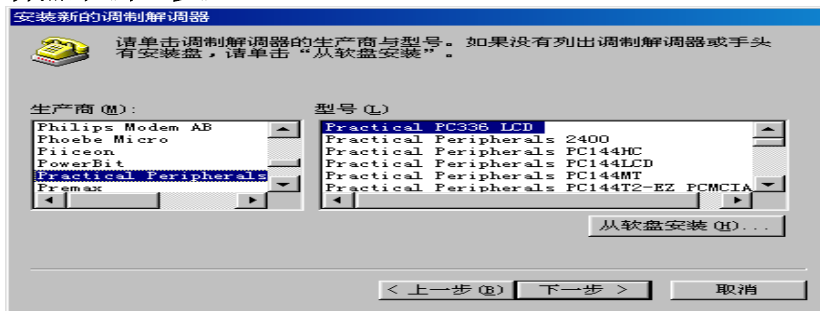 安装新的调制解调器
请单击调制解调器的生产商与型号。如果没有列出调制解调器或手头
有安装盘，请单击“从软盘安装”。
生产商(M):
型号(L)
Philips Modem AB
Phoebe Micro
Piiceon
PowerBit
Practical Peripherals
Premax
Practical PC336 LCD
Practical Peripherals 2400
Practical Peripherals PC144HC
Practical Peripherals PC144LCD
Practical Peripherals PC144MT
Practical Peripherals PC144T2-EZ PCMCIA
从软盘安装(H)...
< 上一步(B)
下一步 >
取消